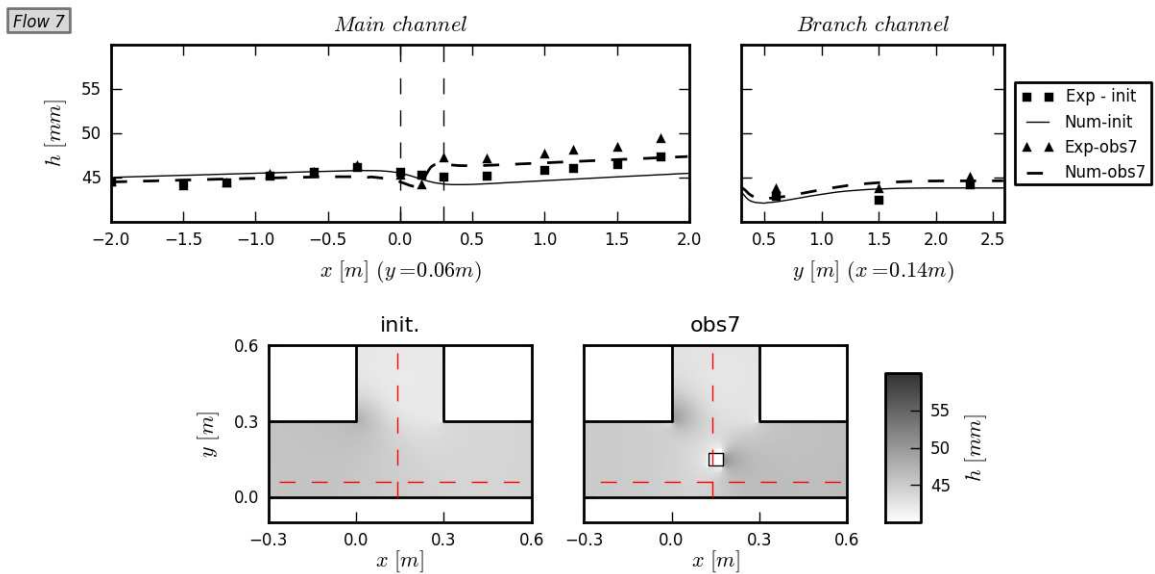 Flow 7
Main channel
Branch channel
h [mm]
55
50
45
−2.0 −1.5 −1.0 −0.5 0.0 0.5 1.0 1.5 2.0
x [m] (y=0.06m)
0.5 1.0 1.5 2.0 2.5
y [m] (x=0.14m)
Exp - init
Num-init
Exp-obs7
Num-obs7
init.
obs7
y [m]
0.6
0.3
0.0
−0.3 0.0 0.3 0.6
x [m]
−0.3 0.0 0.3 0.6
x [m]
55
50
45
h [mm]